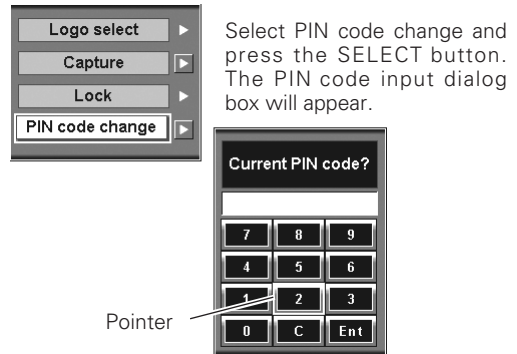 Logo select
Capture
Lock
PIN code change
Select PIN code change and
press the SELECT button.
The PIN code input dialog
box will appear.
Current PIN code?
7 8 9
4 5 6
1 2 3
Pointer
0 C Ent